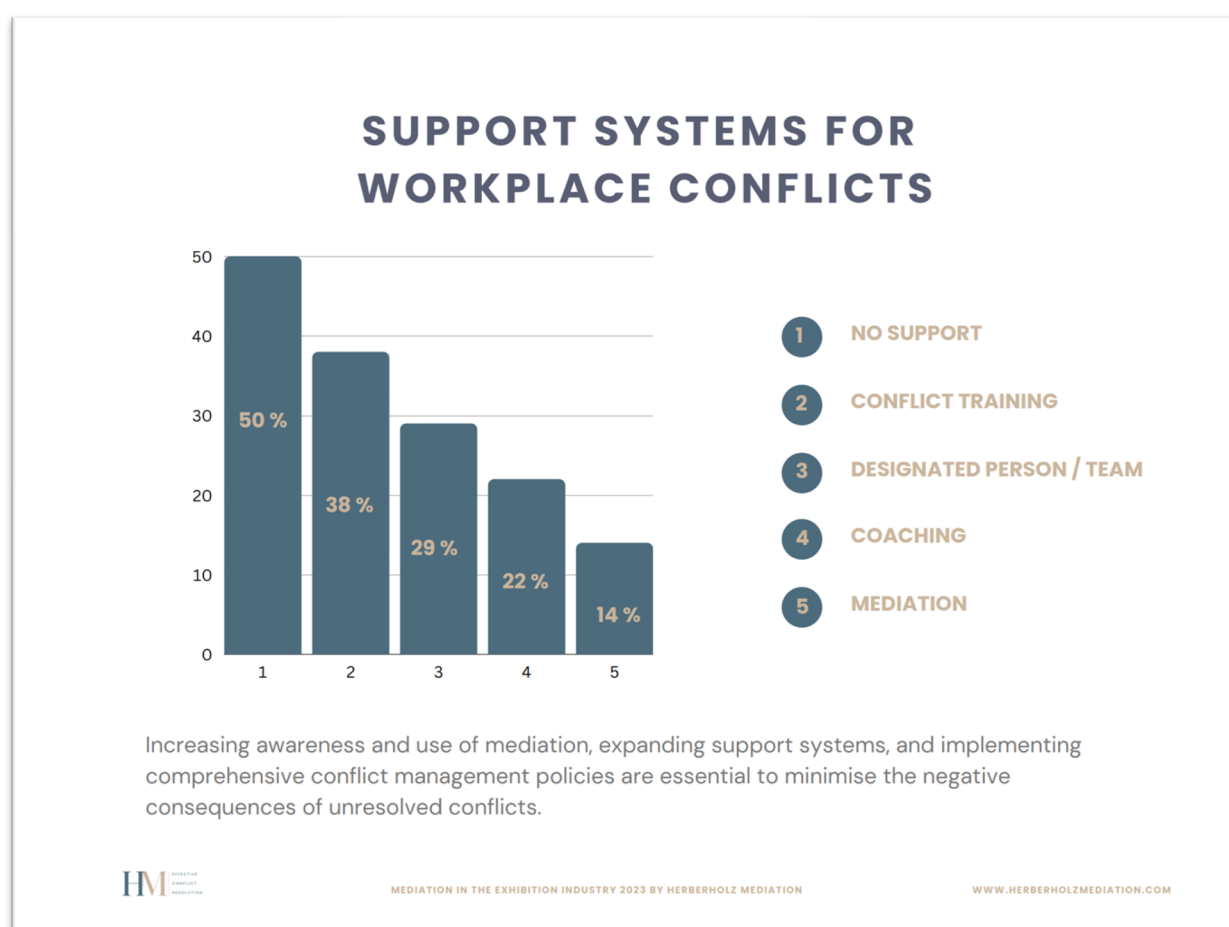 SUPPORT SYSTEMS FOR
WORKPLACE CONFLICTS
50
40
30
20
10
0
50 %
38 %
29 %
22 %
14 %
1
2
3
4
5
1 NO SUPPORT
2 CONFLICT TRAINING
3 DESIGNATED PERSON / TEAM
4 COACHING
5 MEDIATION
Increasing awareness and use of mediation, expanding support systems, and implementing
comprehensive conflict management policies are essential to minimise the negative
consequences of unresolved conflicts.
HM
EFFECTIVE
CONFLICT
RESOLUTION
MEDIATION IN THE EXHIBITION INDUSTRY 2023 BY HERBERHOLZ MEDIATION
WWW.HERBERHOLZMEDIATION.COM